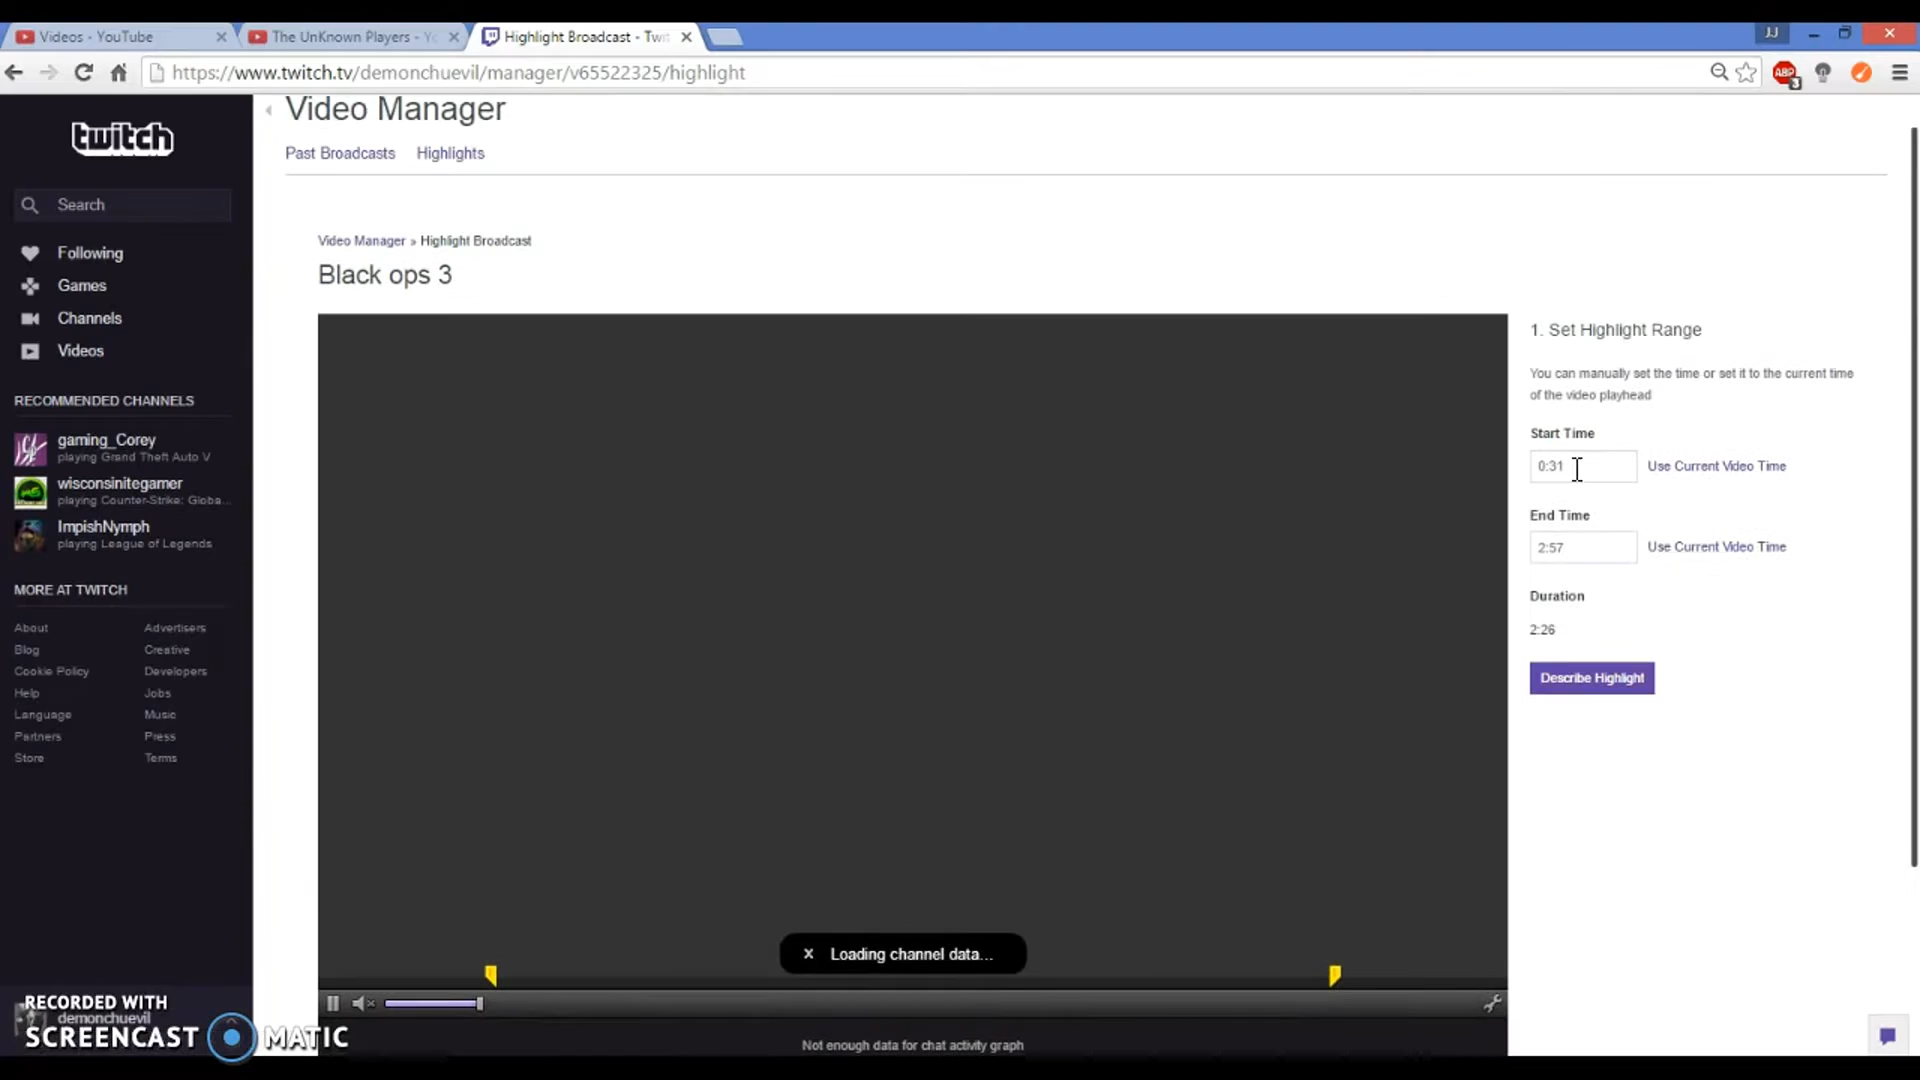 Videos - YouTube
The UnKnown Players - Yo
Highlight Broadcast - Twi
JJ
https://www.twitch.tv/demonchuevil/manager/v65522325/highlight
ABP
3
twitch
Search
Following
Games
Channels
Videos
RECOMMENDED CHANNELS
gaming_Corey
playing Grand Theft Auto V
wisconsinitegamer
playing Counter-Strike: Globa...
ImpishNymph
playing League of Legends
MORE AT TWITCH
About Advertisers
Blog Creative
Cookie Policy Developers
Help Jobs
Language Music
Partners Press
Store Terms
demonchuevil
RECORDED WITH
SCREENCAST MATIC
Video Manager
Past Broadcasts Highlights
Video Manager » Highlight Broadcast
Black ops 3
Loading channel data...
Not enough data for chat activity graph
1. Set Highlight Range
You can manually set the time or set it to the current time
of the video playhead
Start Time
0:31 Use Current Video Time
End Time
2:57 Use Current Video Time
Duration
2:26
Describe Highlight